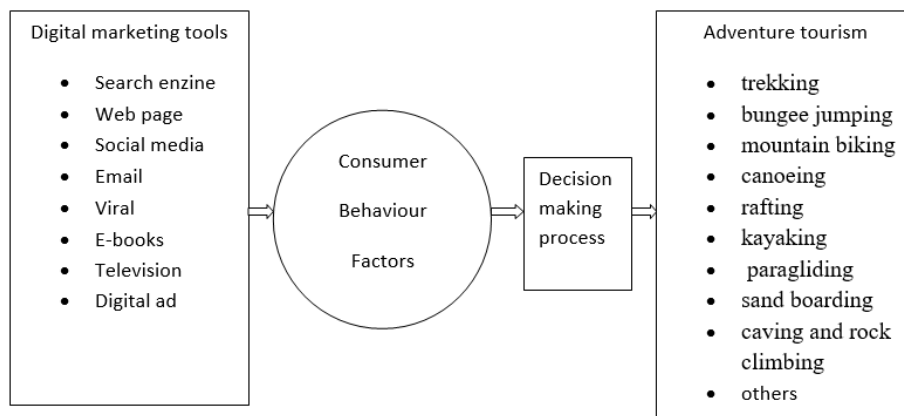 Digital marketing tools
• Search enzine
• Web page
• Social media
• Email
• Viral
• E-books
• Television
• Digital ad
Consumer
Behaviour
Factors
Decision
making
process
Adventure tourism
• trekking
• bungee jumping
• mountain biking
• canoeing
• rafting
• kayaking
• paragliding
• sand boarding
• caving and rock
climbing
• others